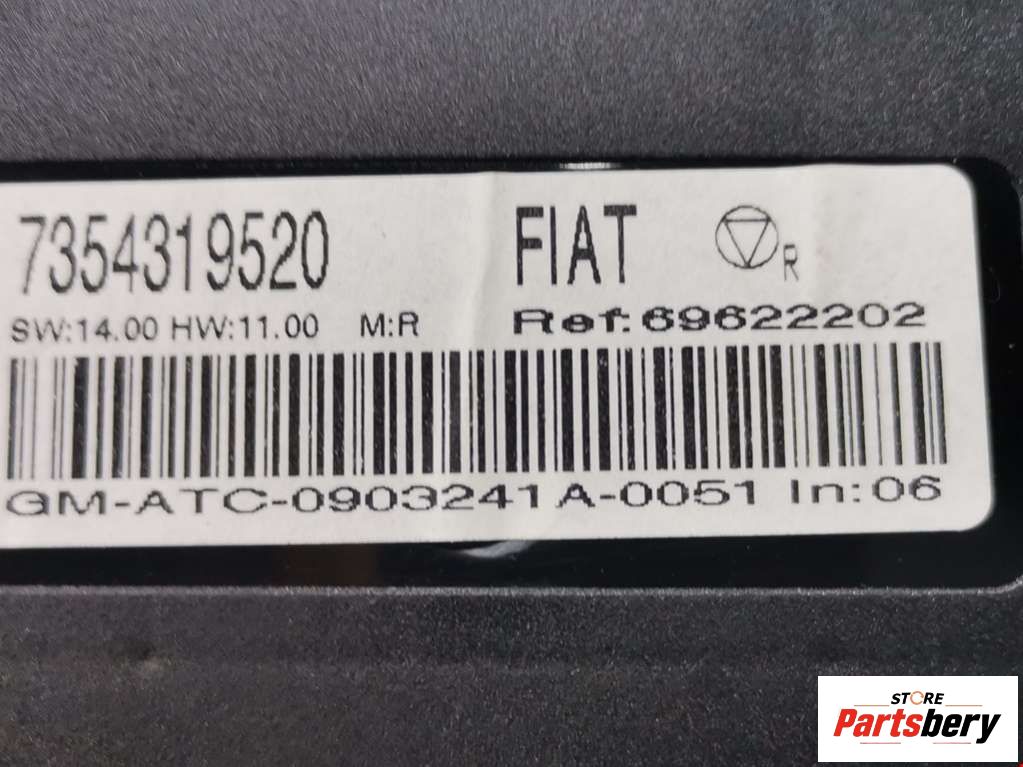 7354319520 FIAT R
SW:14.00 HW:11.00 M:R Ref:69622202
GM-ATC-0903241A-0051 In:06
STORE
Partsbery